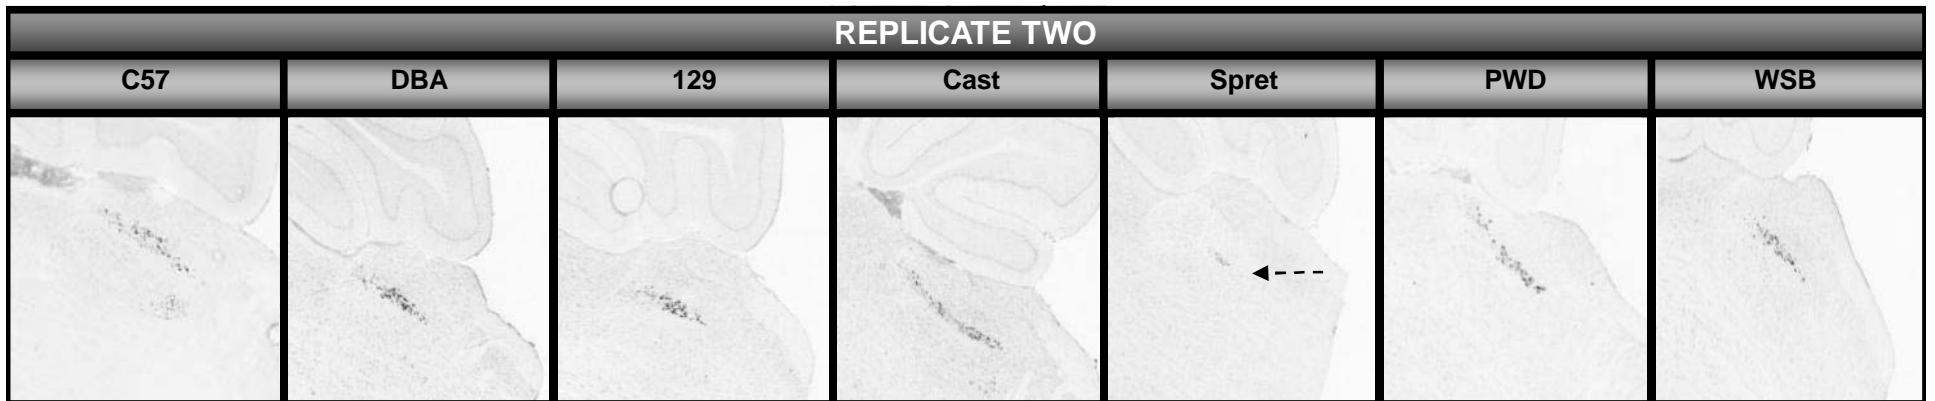 REPLICATE TWO
C57 DBA 129 Cast Spret PWD WSB